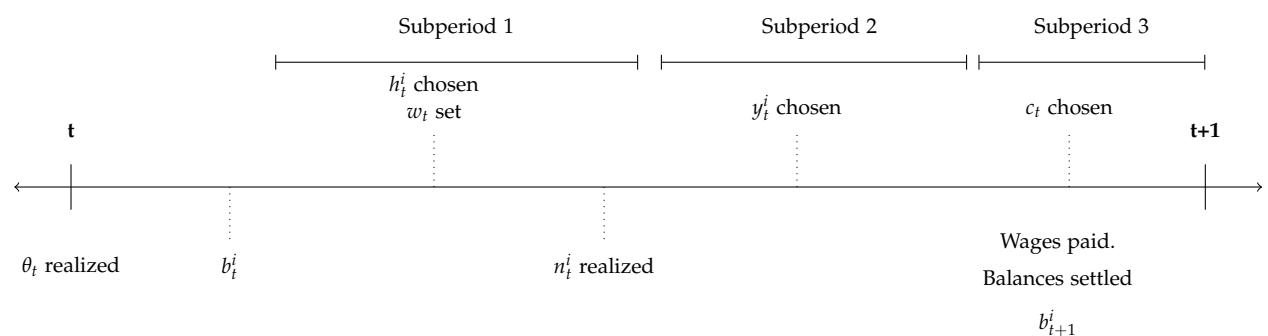 Subperiod 1
Subperiod 2
Subperiod 3
h_t^i chosen
w_t set
y_t^i chosen
c_t chosen
t
t+1
θ_t realized
b_t^i
n_t^i realized
Wages paid.
Balances settled
b_{t+1}^i